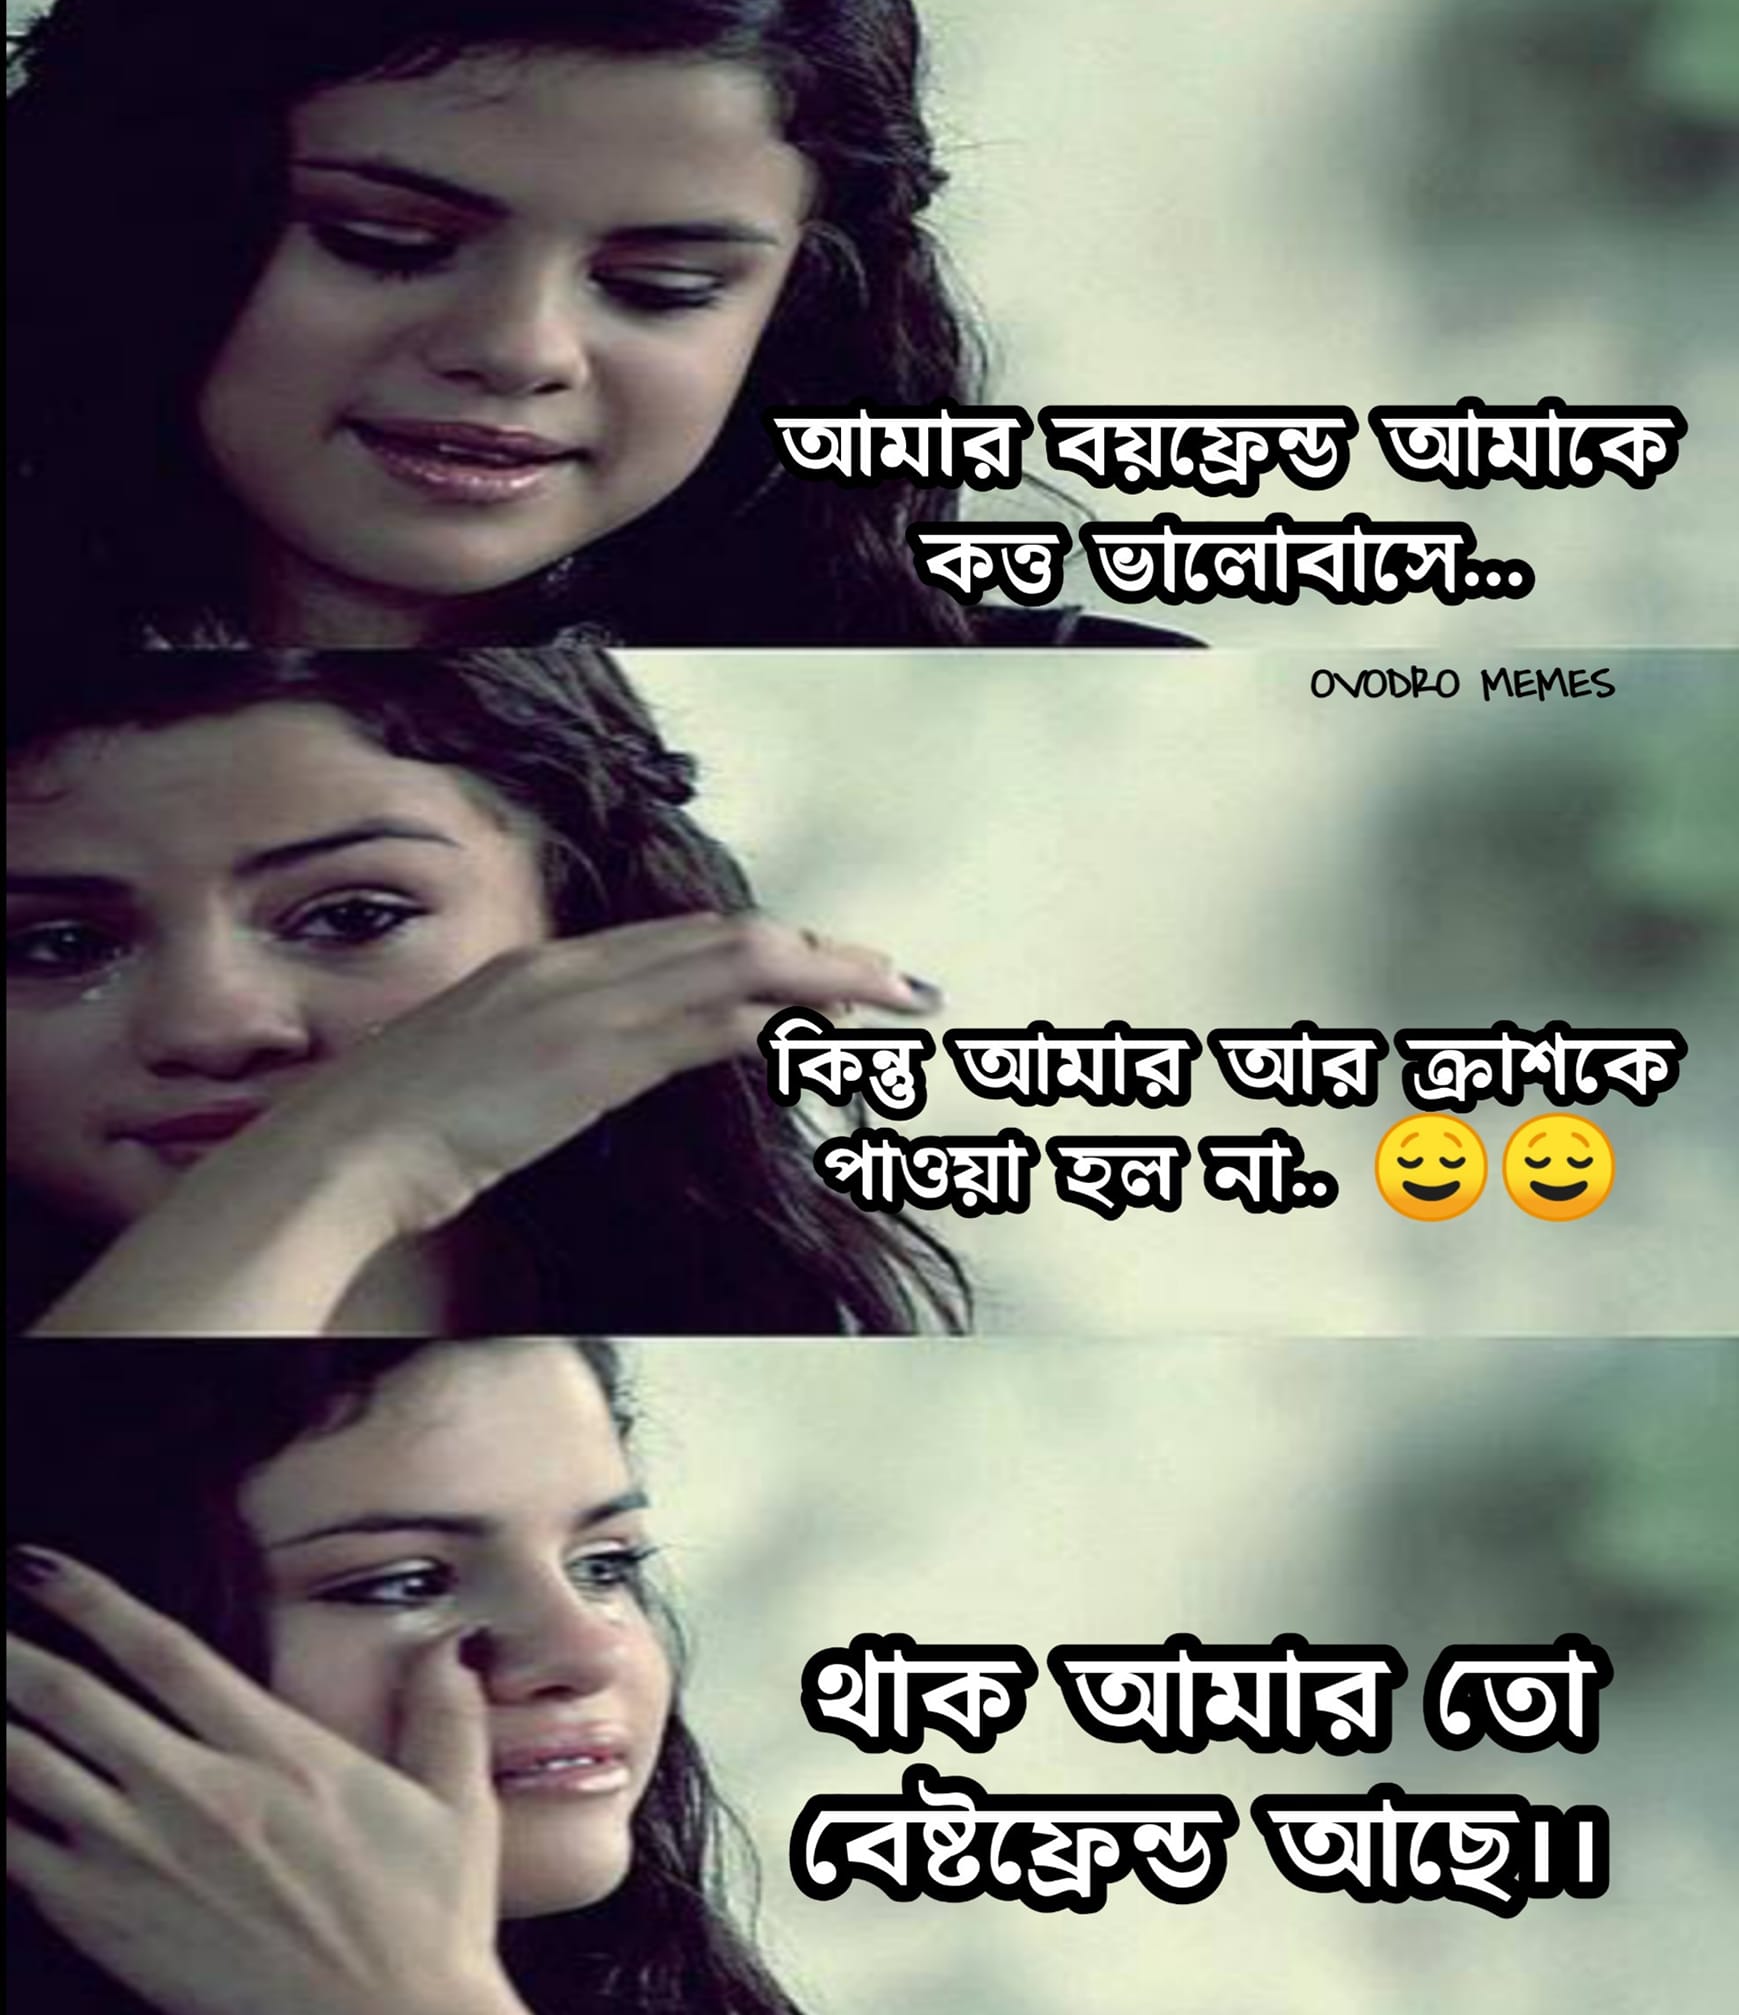 আমার বয়ফ্রেন্ড আমাকে
কত্ত ভালোবাসে...
OVODRO MEMES
কিন্তু আমার আর ক্রাশকে
পাওয়া হল না.. 😌😌
থাক আমার তো
বেষ্টফ্রেন্ড আছে।।